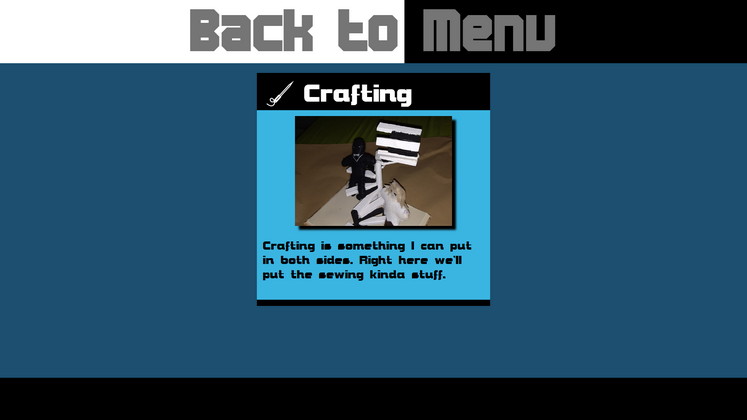 Back to Menu
Crafting
Crafting is something I can put
in both sides. Right here we'll
put the sewing kinda stuff.